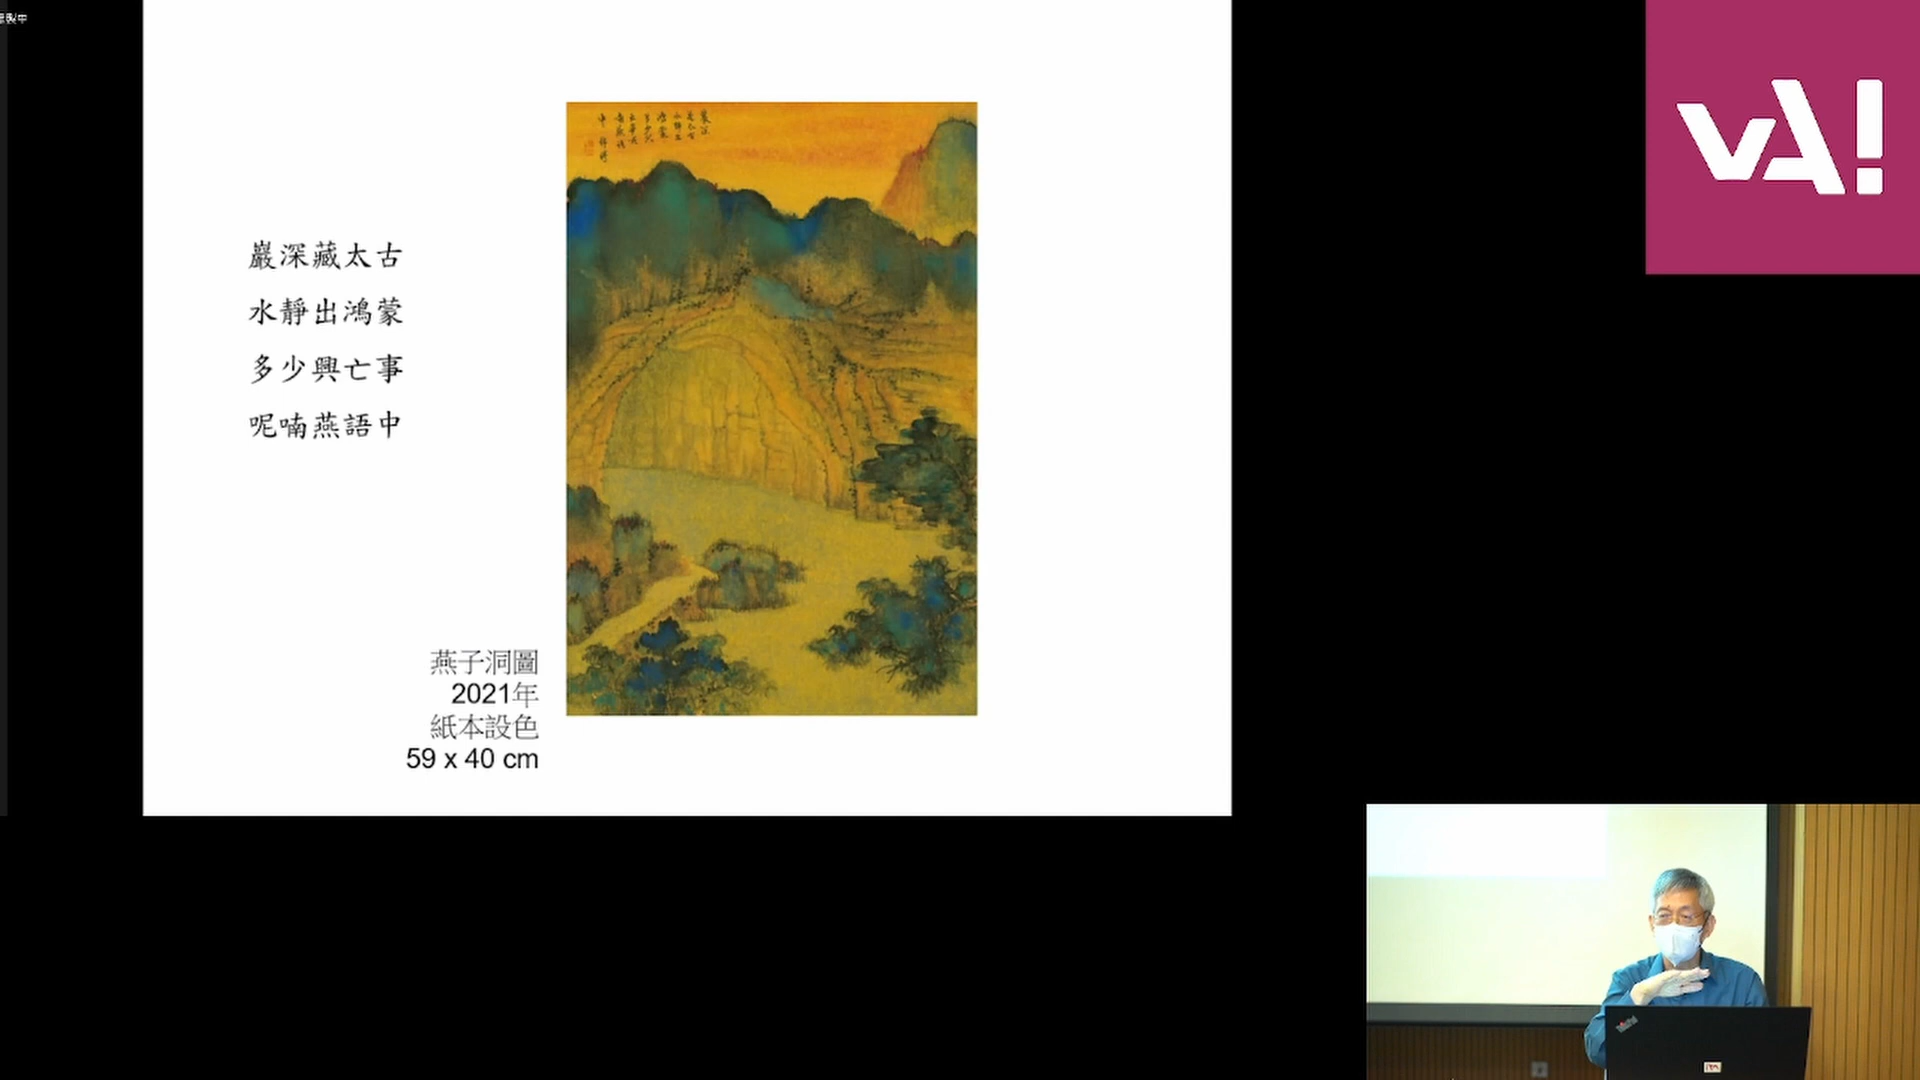 vA!
巖深藏太古
水靜出鴻蒙
多少興亡事
呢喃燕語中
燕子洞圖
2021年
紙本設色
59 x 40 cm